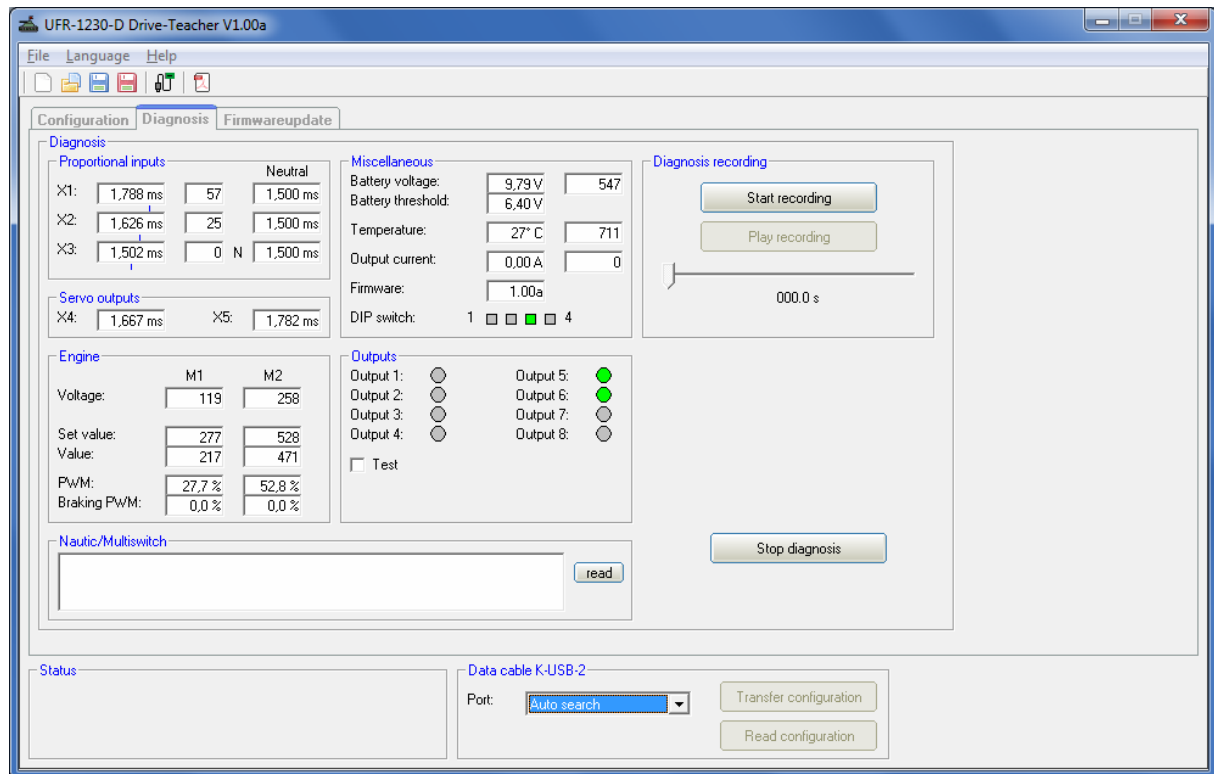 UFR-1230-D Drive-Teacher V1.00a
File Language Help
Configuration Diagnosis Firmwareupdate
Diagnosis
Proportional inputs
Neutral
X1: 1,788 ms 57 1,500 ms
X2: 1,626 ms 25 1,500 ms
X3: 1,502 ms 0 N 1,500 ms
Servo outputs
X4: 1,667 ms X5: 1,782 ms
Miscellaneous
Battery voltage: 9,79 V 547
Battery threshold: 6,40 V
Temperature: 27° C 711
Output current: 0,00 A 0
Firmware: 1.00a
DIP switch: 1 4
Diagnosis recording
Start recording
Play recording
000.0 s
Engine
M1 M2
Voltage: 119 258
Set value: 277 528
Value: 217 471
PWM: 27,7 % 52,8 %
Braking PWM: 0,0 % 0,0 %
Outputs
Output 1: Output 5:
Output 2: Output 6:
Output 3: Output 7:
Output 4: Output 8:
Test
Nautic/Multiswitch
read
Stop diagnosis
Status
Data cable K-USB-2
Port: Auto search
Transfer configuration
Read configuration